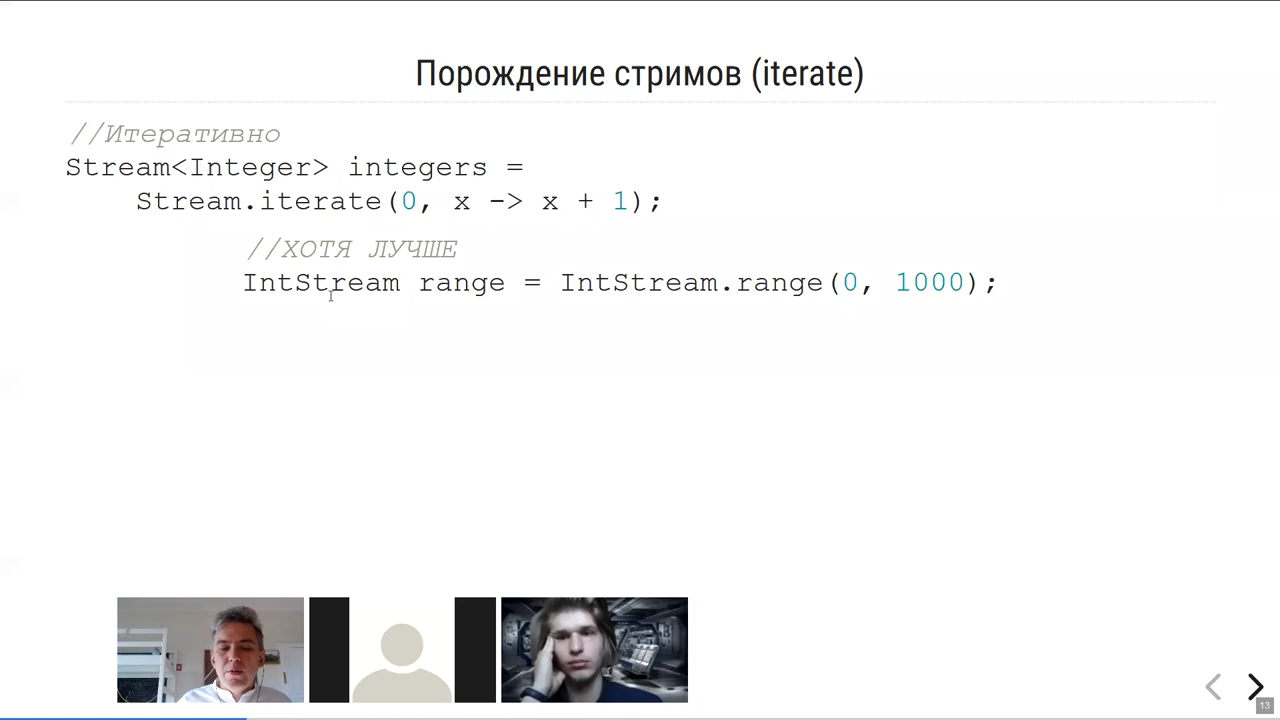 Порождение стримов (iterate)
//Итеративно
Stream<Integer> integers =
Stream.iterate(0, x -> x + 1);
//ХОТЯ ЛУЧШЕ
IntStream range = IntStream.range(0, 1000);
13